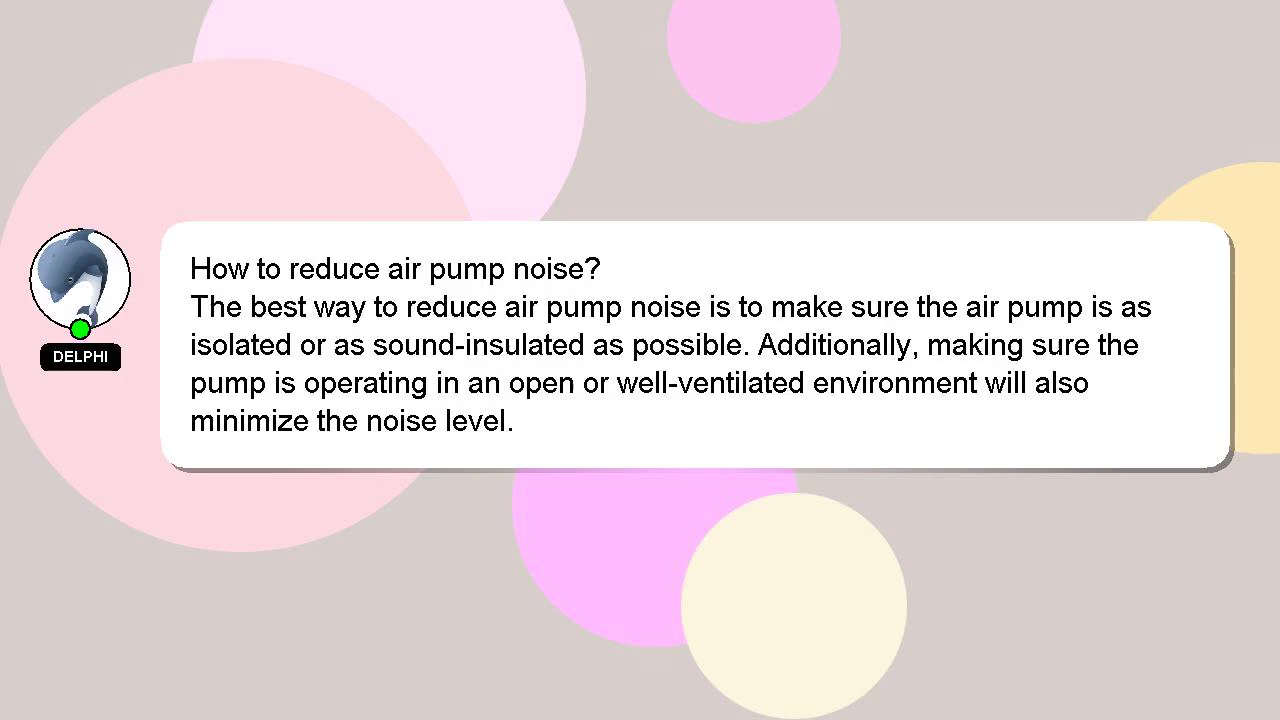 How to reduce air pump noise?
The best way to reduce air pump noise is to make sure the air pump is as
isolated or as sound-insulated as possible. Additionally, making sure the
pump is operating in an open or well-ventilated environment will also
minimize the noise level.
DELPHI